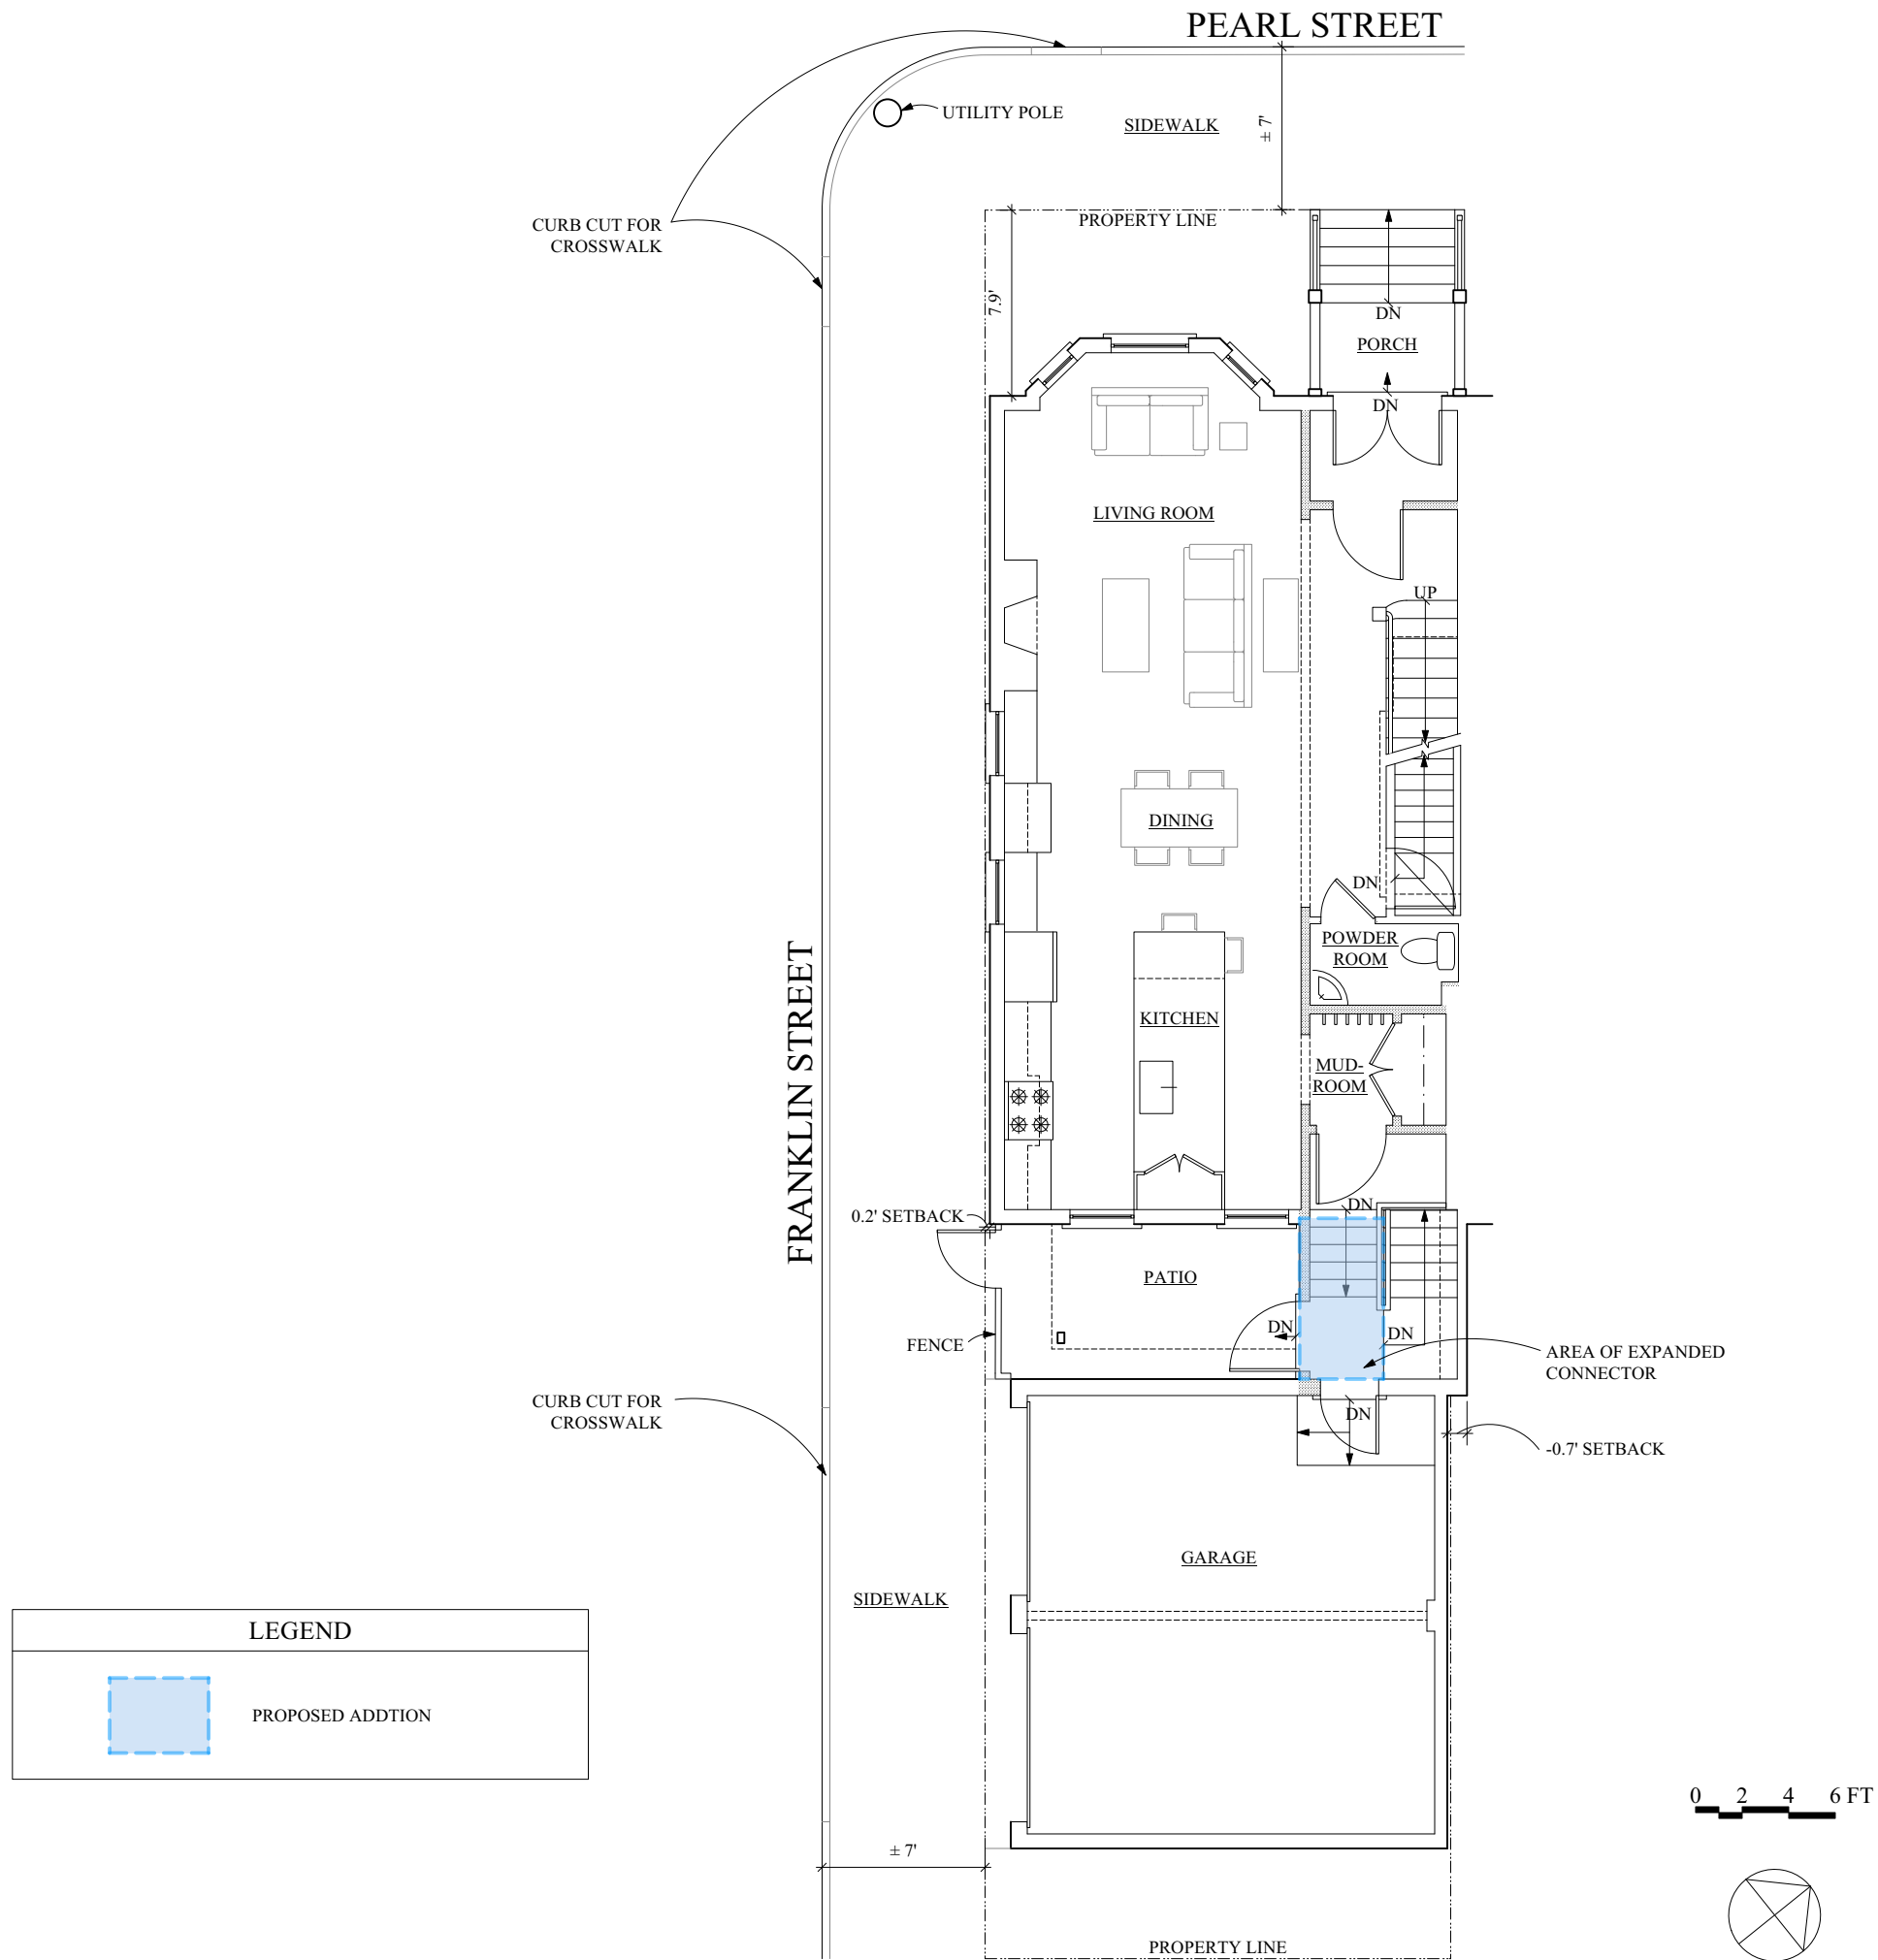 PEARL STREET
UTILITY POLE
SIDEWALK
± 7'
CURB CUT FOR
CROSSWALK
PROPERTY LINE
7.9'
DN
PORCH
DN
LIVING ROOM
UP
DINING
DN
POWDER
ROOM
FRANKLIN STREET
KITCHEN
MUD-
ROOM
DN
0.2' SETBACK
PATIO
DN
DN
FENCE
AREA OF EXPANDED
CONNECTOR
CURB CUT FOR
CROSSWALK
DN
-0.7' SETBACK
GARAGE
SIDEWALK
LEGEND
PROPOSED ADDTION
0 2 4 6 FT
± 7'
PROPERTY LINE